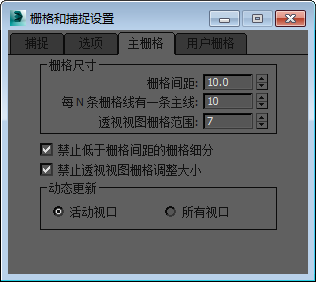 栅格和捕捉设置
捕捉 选项 主栅格 用户栅格
栅格尺寸
栅格间距: 10.0
每 N 条栅格线有一条主线: 10
透视视图栅格范围: 7
禁止低于栅格间距的栅格细分
禁止透视视图栅格调整大小
动态更新
活动视口 所有视口